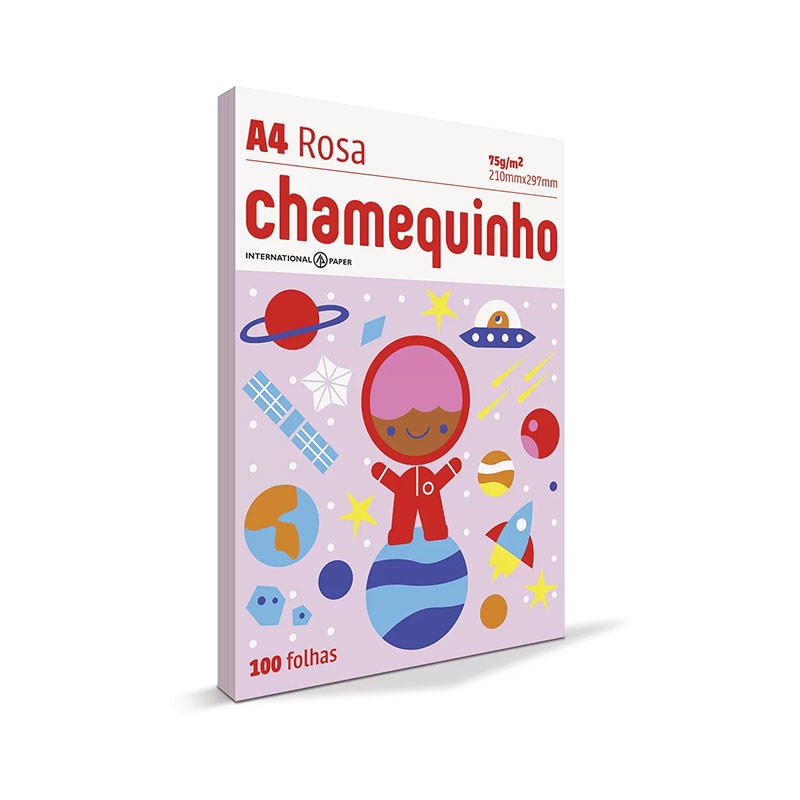 A4 Rosa
75g/m²
210mmx297mm
chamequinho
INTERNATIONAL PAPER
100 folhas